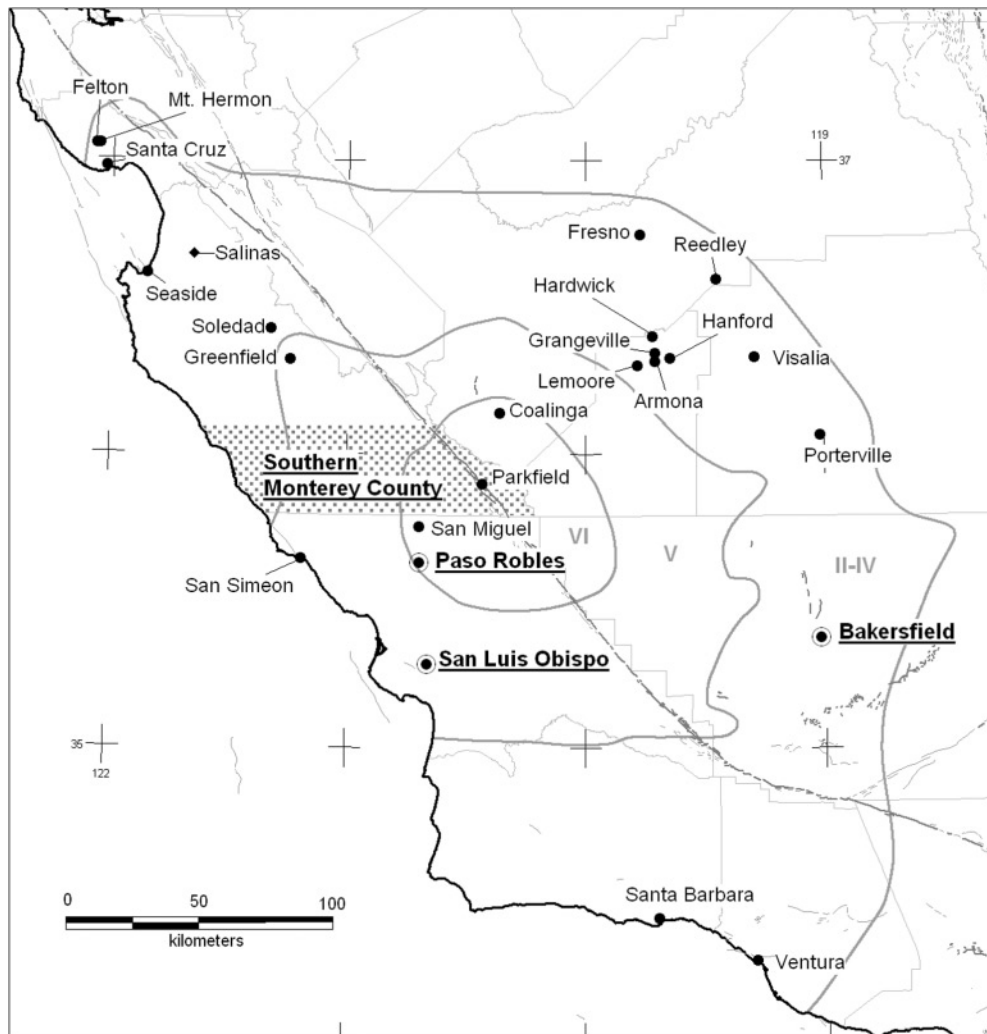 Felton
Mt. Hermon
Santa Cruz
119
37
Fresno
Reedley
Salinas
Seaside
Hardwick
Soledad
Grangeville
Hanford
Greenfield
Visalia
Lemoore
Armona
Coalinga
Southern
Monterey County
Porterville
Parkfield
San Miguel
VI
V
II-IV
Paso Robles
San Simeon
Bakersfield
San Luis Obispo
35
122
0 50 100
kilometers
Santa Barbara
Ventura